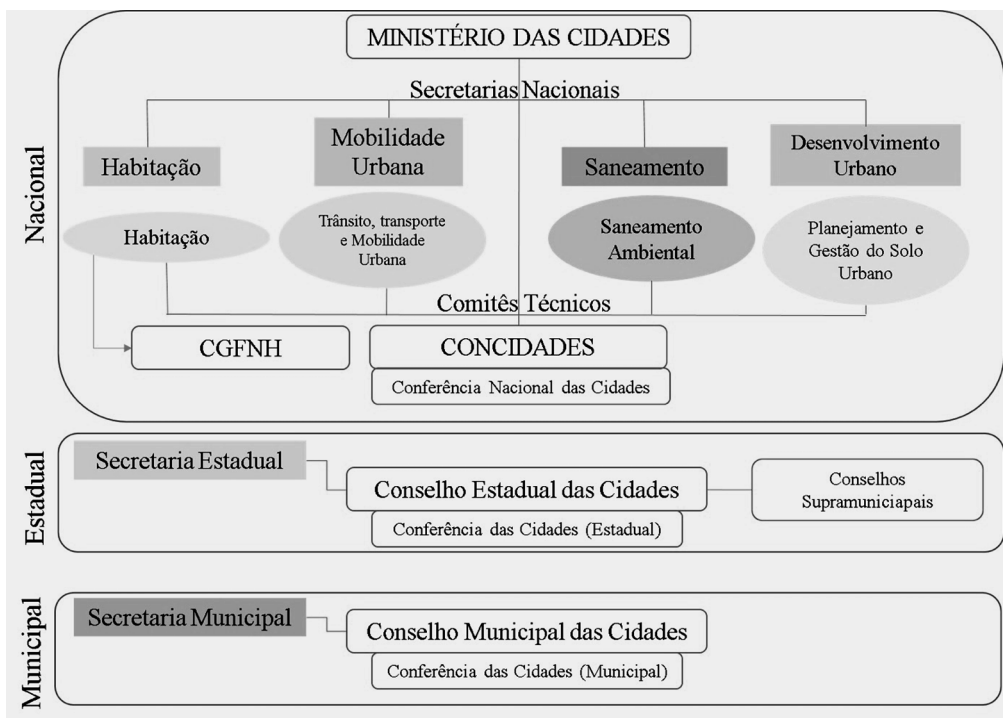 MINISTÉRIO DAS CIDADES
Secretarias Nacionais
Nacional
Habitação
Mobilidade
Urbana
Saneamento
Desenvolvimento
Urbano
Habitação
Trânsito, transporte
e Mobilidade
Urbana
Saneamento
Ambiental
Planejamento e
Gestão do Solo
Urbano
Comitês Técnicos
CGFNH
CONCIDADES
Conferência Nacional das Cidades
Estadual
Secretaria Estadual
Conselho Estadual das Cidades
Conferência das Cidades (Estadual)
Conselhos
Supramuniciapais
Municipal
Secretaria Municipal
Conselho Municipal das Cidades
Conferência das Cidades (Municipal)